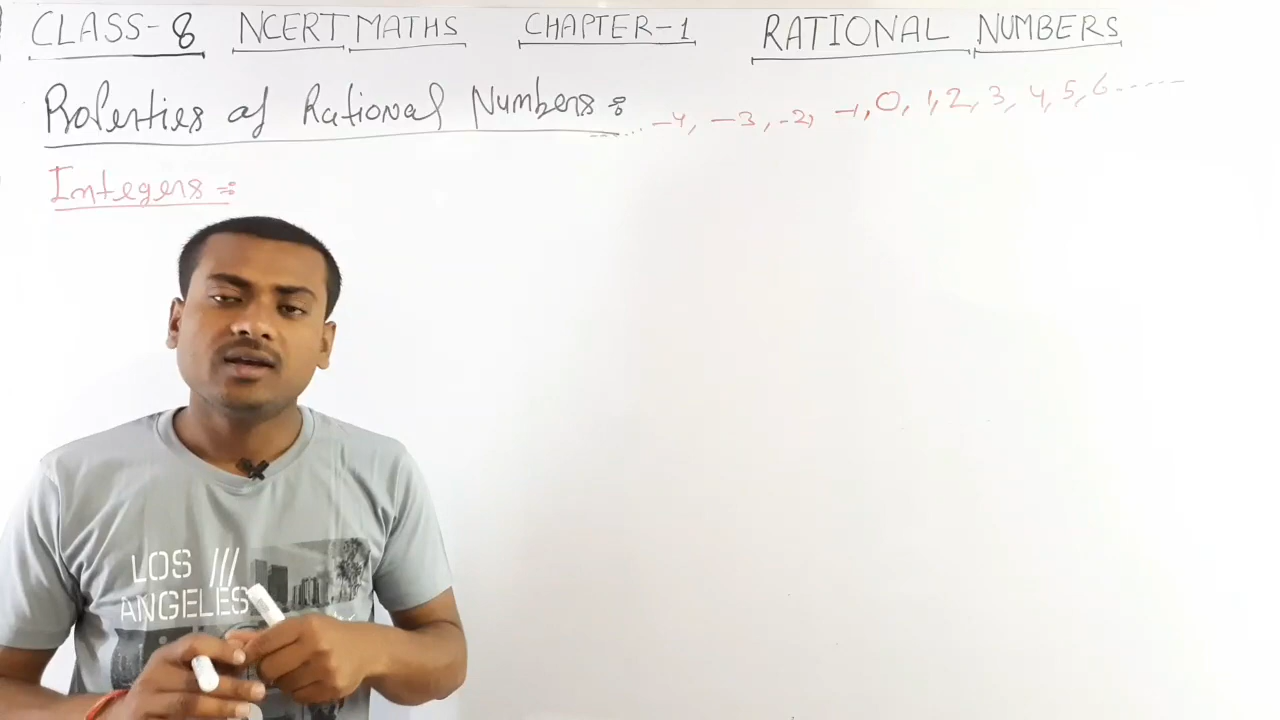 CLASS-8 NCERT MATHS CHAPTER-1 RATIONAL NUMBERS
Properties of Rational Numbers:
......-4, -3, -2, -1, 0, 1, 2, 3, 4, 5, 6......
Integers:
LOS ///
ANGELES